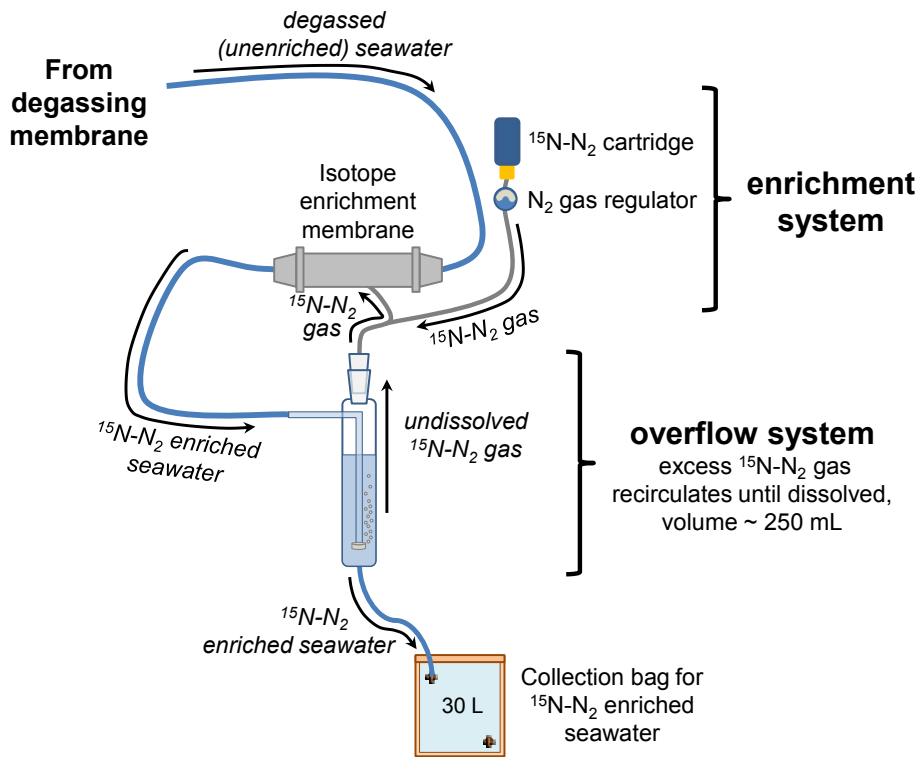 degassed
(unenriched) seawater
From
degassing
membrane
¹⁵N-N₂ cartridge
N₂ gas regulator
enrichment
system
Isotope
enrichment
membrane
¹⁵N-N₂
gas
¹⁵N-N₂ gas
¹⁵N-N₂ enriched
seawater
undissolved
¹⁵N-N₂ gas
overflow system
excess ¹⁵N-N₂ gas
recirculates until dissolved,
volume ~ 250 mL
¹⁵N-N₂
enriched seawater
30 L
Collection bag for
¹⁵N-N₂ enriched
seawater